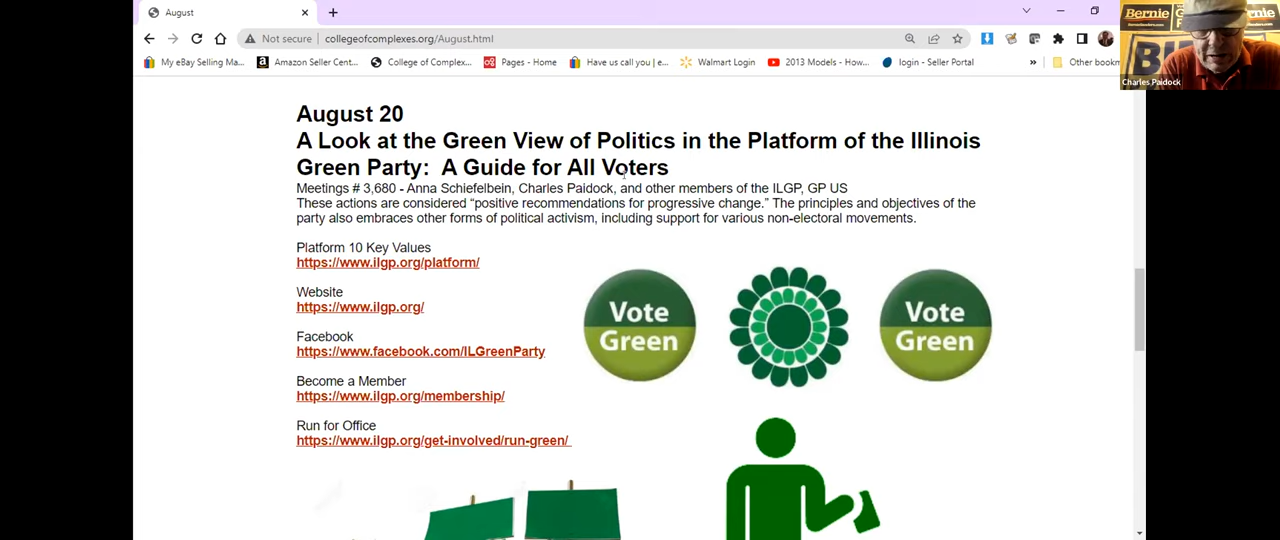 August
Not secure
collegeofcomplexes.org/August.html
My eBay Selling Ma...
Amazon Seller Cent...
College of Complex...
Pages - Home
Have us call you | e...
Walmart Login
2013 Models - How...
login - Seller Portal
Other bookm
August 20
A Look at the Green View of Politics in the Platform of the Illinois
Green Party: A Guide for All Voters
Meetings # 3,680 - Anna Schiefelbein, Charles Paidock, and other members of the ILGP, GP US
These actions are considered “positive recommendations for progressive change.” The principles and objectives of the
party also embraces other forms of political activism, including support for various non-electoral movements.
Platform 10 Key Values
https://www.ilgp.org/platform/
Website
https://www.ilgp.org/
Facebook
https://www.facebook.com/ILGreenParty
Become a Member
https://www.ilgp.org/membership/
Run for Office
https://www.ilgp.org/get-involved/run-green/
Vote
Green
Vote
Green
Bernie
Bernie
Charles Paidock